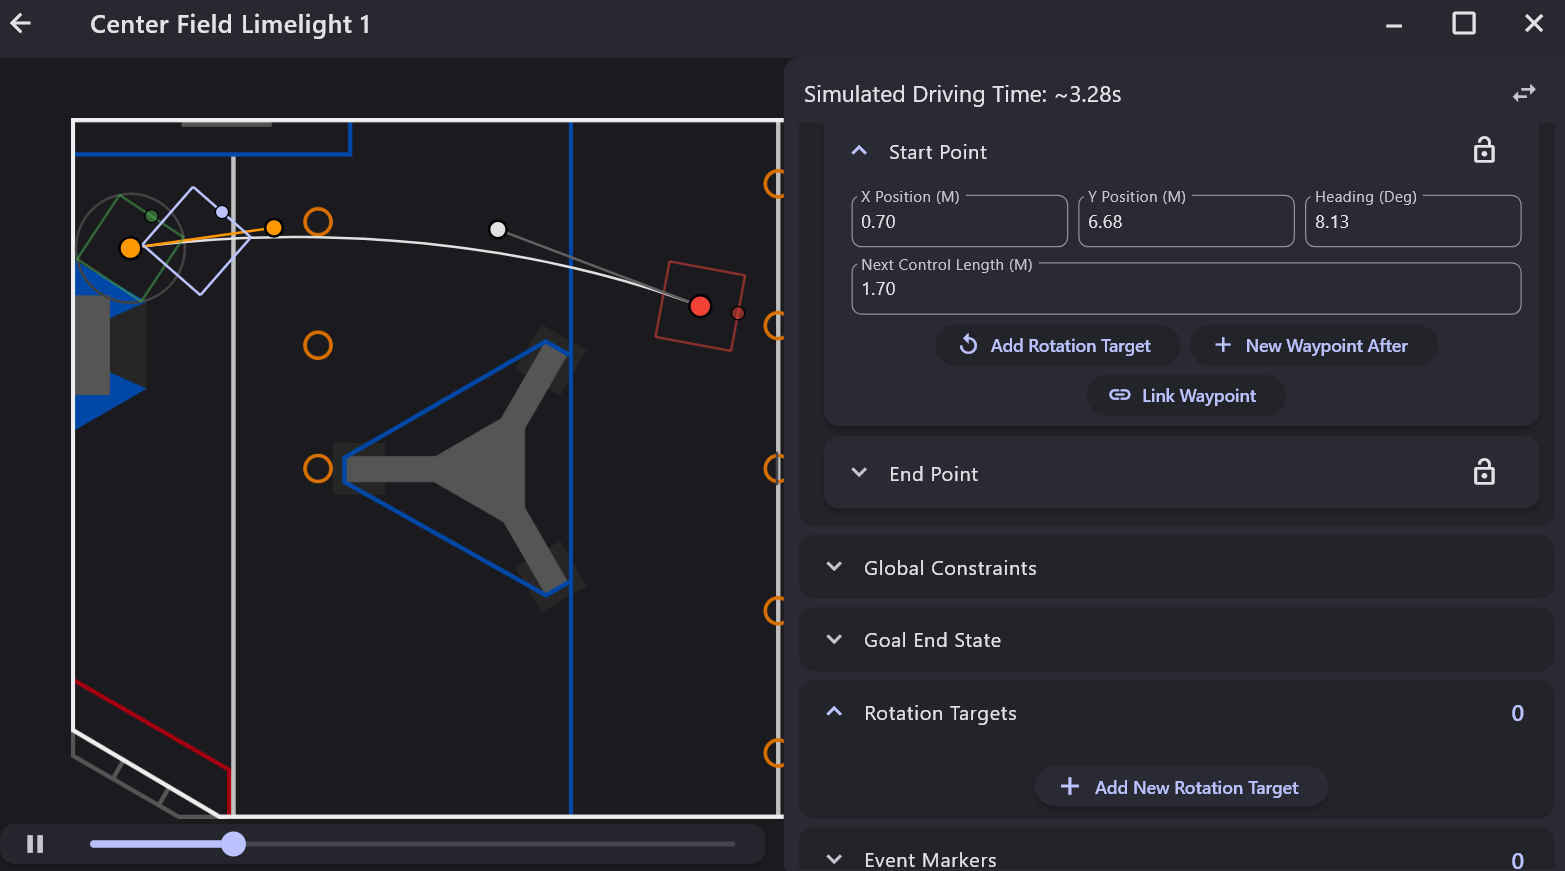 Center Field Limelight 1
Simulated Driving Time: ~3.28s
Start Point
X Position (M)
0.70
Y Position (M)
6.68
Heading (Deg)
8.13
Next Control Length (M)
1.70
Add Rotation Target
New Waypoint After
Link Waypoint
End Point
Global Constraints
Goal End State
Rotation Targets
0
Add New Rotation Target
Event Markers
0